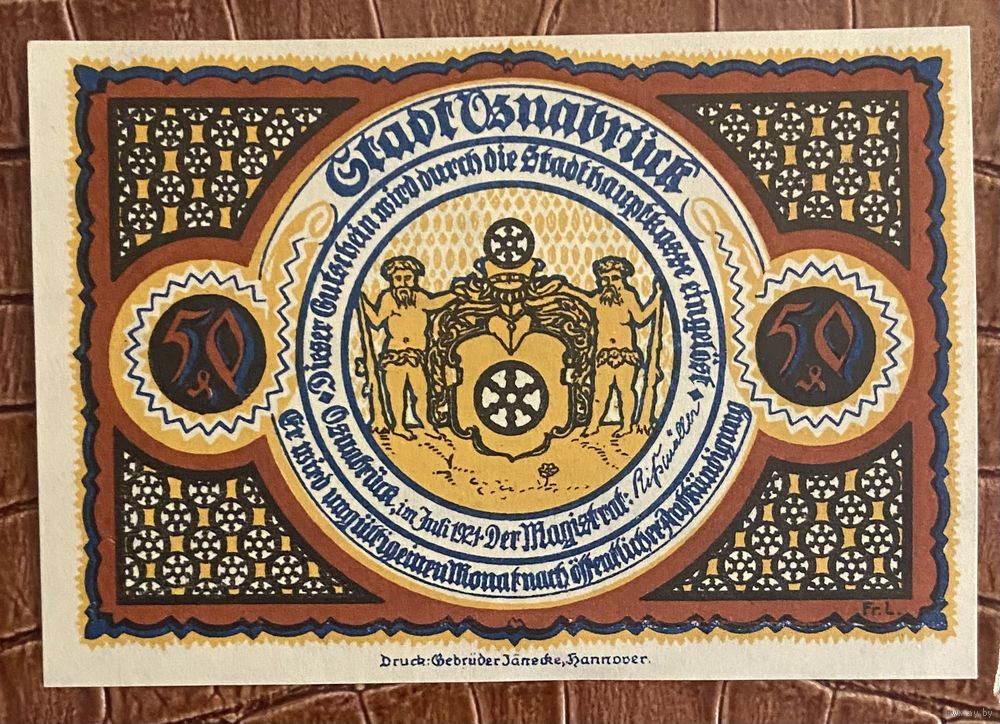 Stadt Osnabrück
Dieser Gutschein wird durch die Stadthauptkasse eingelöst
50 ₰
50 ₰
Osnabrück, im Juli 1921. Der Magistrat: Rißmüller
Er wird ungültig einen Monat nach öffentlicher Aufkündigung
Fr. L.
Druck: Gebrüder Jänecke, Hannover.